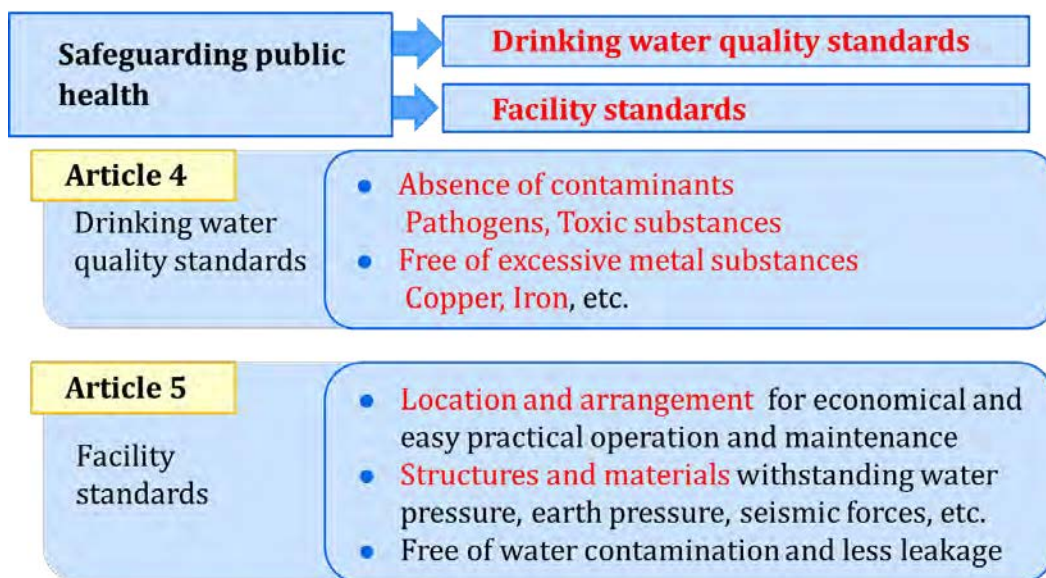 Safeguarding public
health
Drinking water quality standards
Facility standards
Article 4
Drinking water
quality standards
● Absence of contaminants
Pathogens, Toxic substances
● Free of excessive metal substances
Copper, Iron, etc.
Article 5
Facility
standards
● Location and arrangement for economical and
easy practical operation and maintenance
● Structures and materials withstanding water
pressure, earth pressure, seismic forces, etc.
● Free of water contamination and less leakage